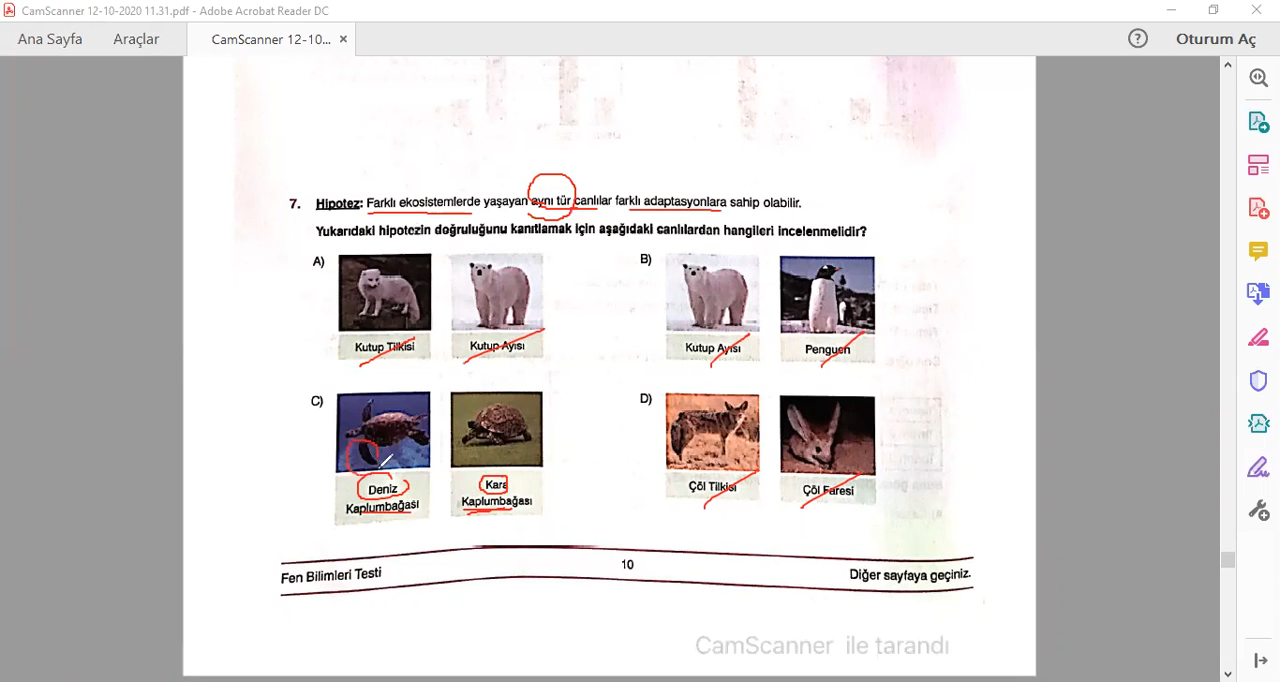 CamScanner 12-10-2020 11.31.pdf - Adobe Acrobat Reader DC
Ana Sayfa
Araçlar
CamScanner 12-10...
Oturum Aç
7. Hipotez: Farklı ekosistemlerde yaşayan aynı tür canlılar farklı adaptasyonlara sahip olabilir.
Yukarıdaki hipotezin doğruluğunu kanıtlamak için aşağıdaki canlılardan hangileri incelenmelidir?
A)
Kutup Tilkisi
Kutup Ayısı
B)
Kutup Ayısı
Penguen
C)
Deniz
Kaplumbağası
Kara
Kaplumbağası
D)
Çöl Tilkisi
Çöl Faresi
Fen Bilimleri Testi
10
Diğer sayfaya geçiniz.
CamScanner ile tarandı